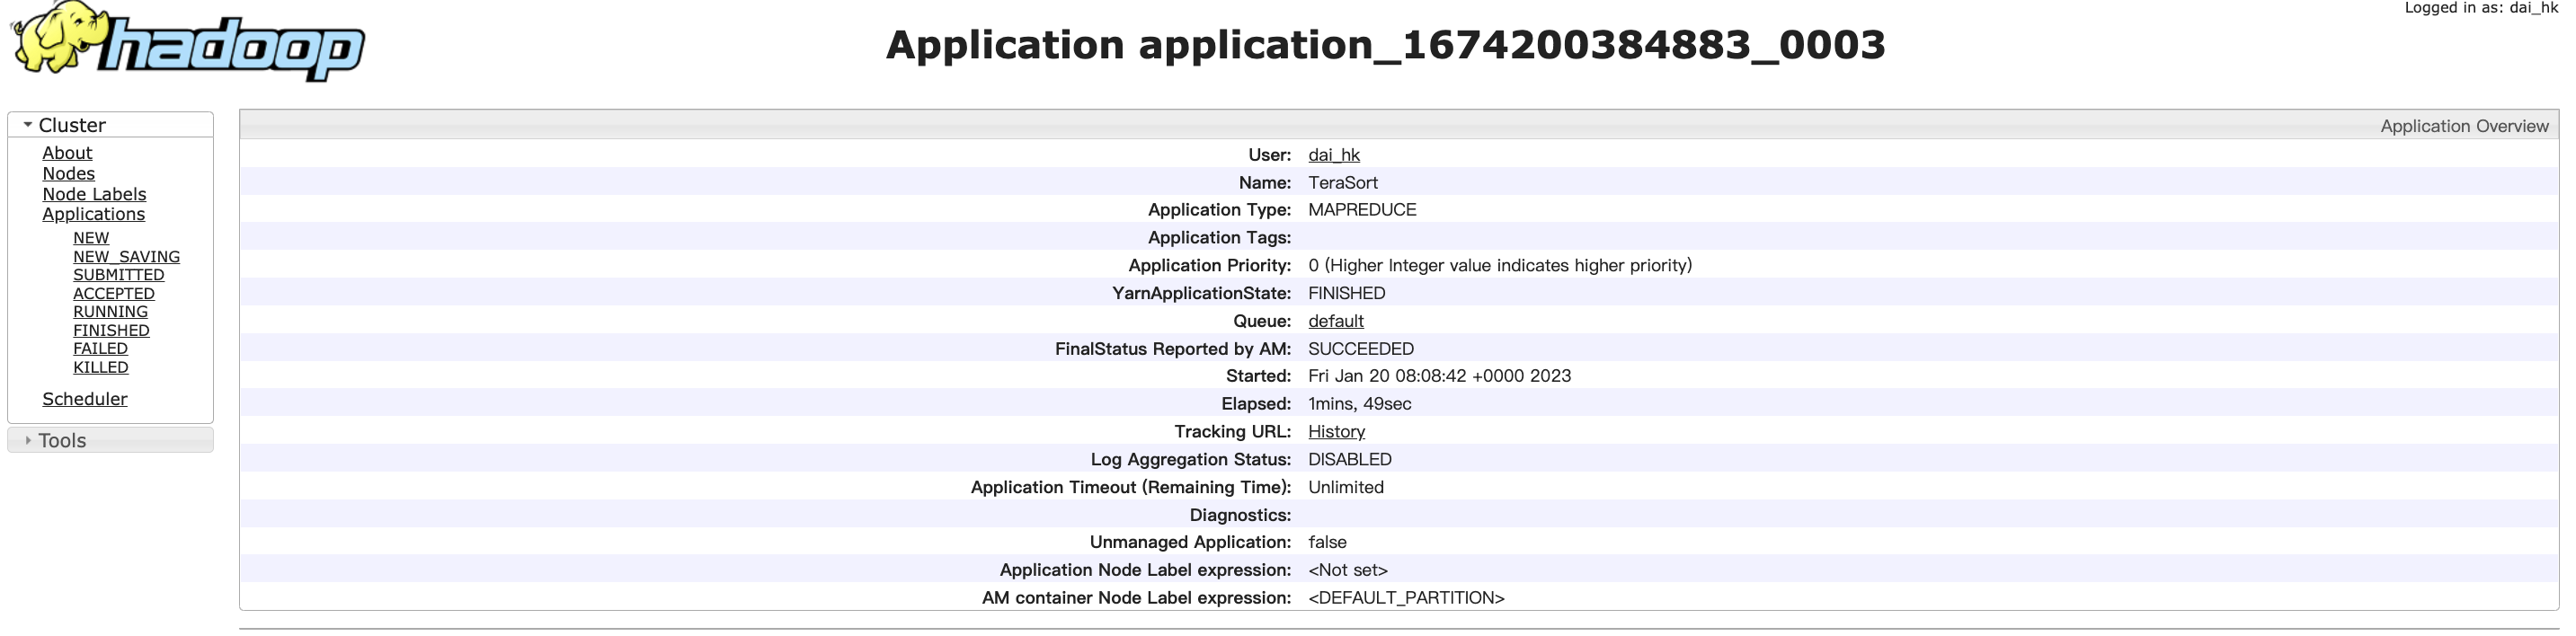 hadoop
Logged in as: dai_hk
Application application_1674200384883_0003
Cluster
About
Nodes
Node Labels
Applications
NEW
NEW_SAVING
SUBMITTED
ACCEPTED
RUNNING
FINISHED
FAILED
KILLED
Scheduler
Tools
Application Overview
User: dai_hk
Name: TeraSort
Application Type: MAPREDUCE
Application Tags:
Application Priority: 0 (Higher Integer value indicates higher priority)
YarnApplicationState: FINISHED
Queue: default
FinalStatus Reported by AM: SUCCEEDED
Started: Fri Jan 20 08:08:42 +0000 2023
Elapsed: 1mins, 49sec
Tracking URL: History
Log Aggregation Status: DISABLED
Application Timeout (Remaining Time): Unlimited
Diagnostics:
Unmanaged Application: false
Application Node Label expression: <Not set>
AM container Node Label expression: <DEFAULT_PARTITION>